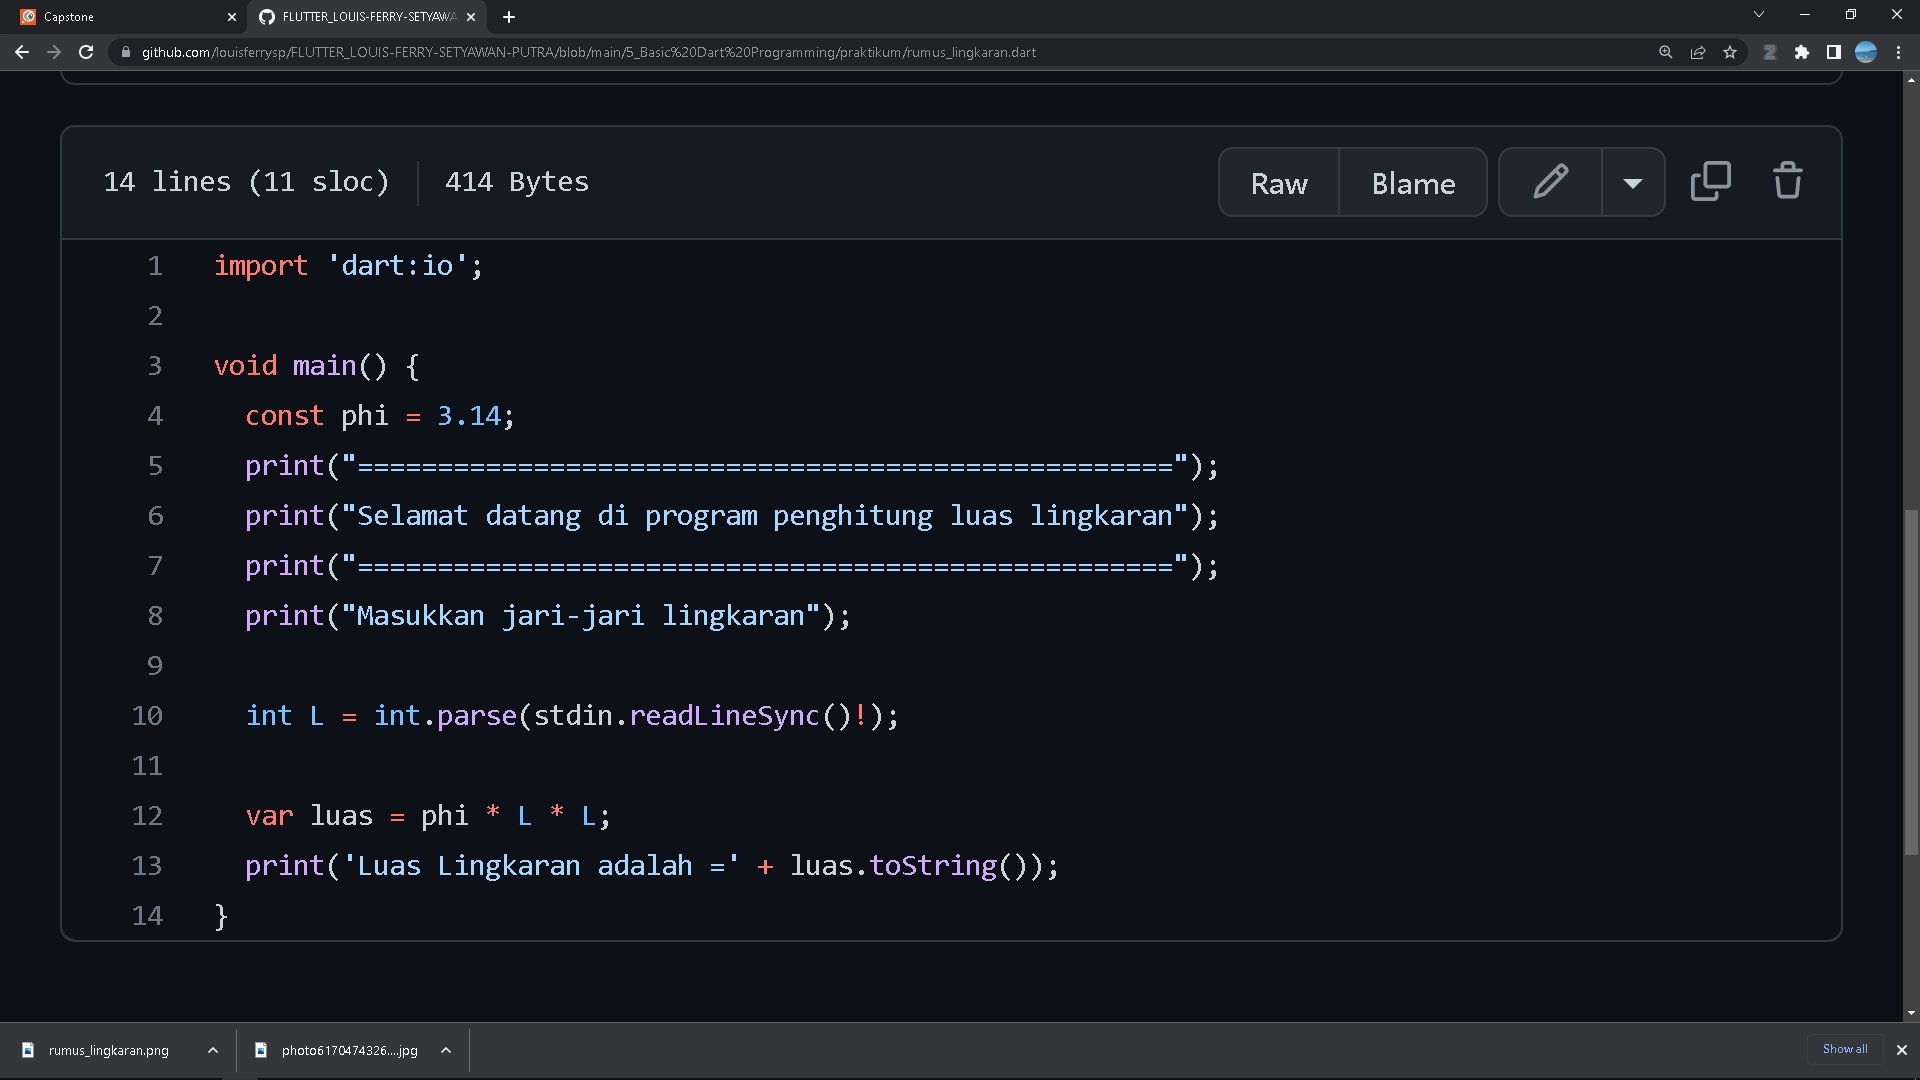 Capstone
FLUTTER_LOUIS-FERRY-SETYAWA
github.com/louisferrysp/FLUTTER_LOUIS-FERRY-SETYAWAN-PUTRA/blob/main/5_Basic%20Dart%20Programming/praktikum/rumus_lingkaran.dart
14 lines (11 sloc) 414 Bytes
Raw Blame
1 import 'dart:io';
2
3 void main() {
4 const phi = 3.14;
5 print("===================================================");
6 print("Selamat datang di program penghitung luas lingkaran");
7 print("===================================================");
8 print("Masukkan jari-jari lingkaran");
9
10 int L = int.parse(stdin.readLineSync()!);
11
12 var luas = phi * L * L;
13 print('Luas Lingkaran adalah =' + luas.toString());
14 }
rumus_lingkaran.png photo6170474326....jpg Show all